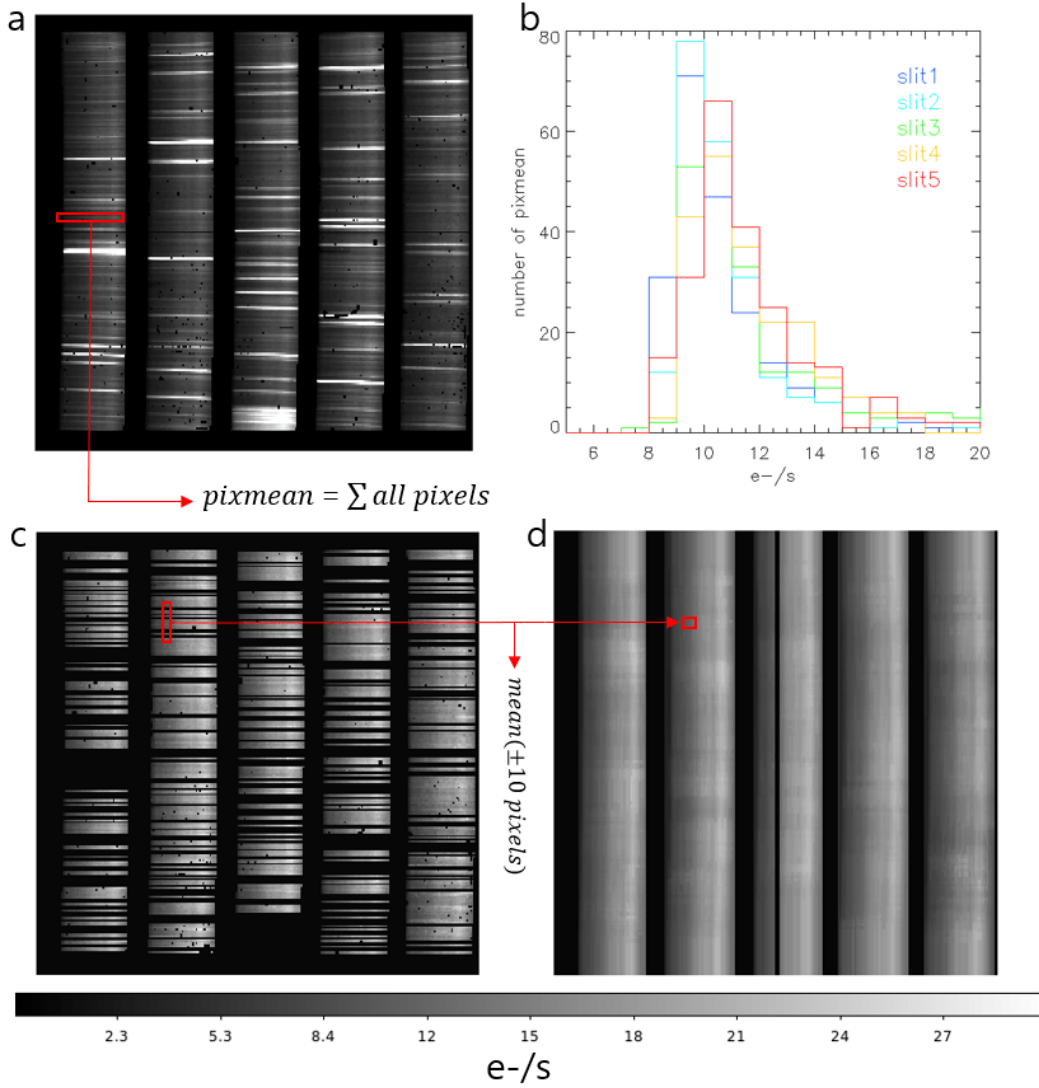 a
pixmean = ∑ all pixels
b
80
60
40
20
0
number of pixmean
6 8 10 12 14 16 18 20
e-/s
slit1
slit2
slit3
slit4
slit5
c
mean(±10 pixels)
d
2.3 5.3 8.4 12 15 18 21 24 27
e-/s